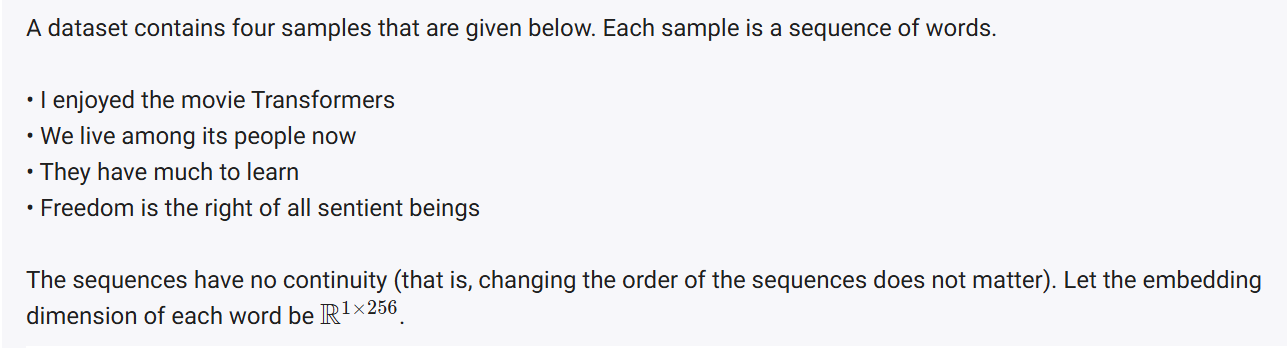 A dataset contains four samples that are given below. Each sample is a sequence of words.
• I enjoyed the movie Transformers
• We live among its people now
• They have much to learn
• Freedom is the right of all sentient beings
The sequences have no continuity (that is, changing the order of the sequences does not matter). Let the embedding
dimension of each word be ℝ^{1×256}.